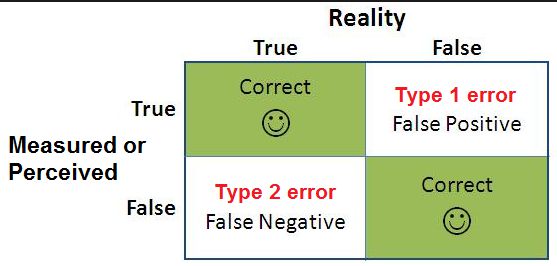 Reality
True False
True
Correct
Type 1 error
False Positive
Measured or
Perceived
False
Type 2 error
False Negative
Correct